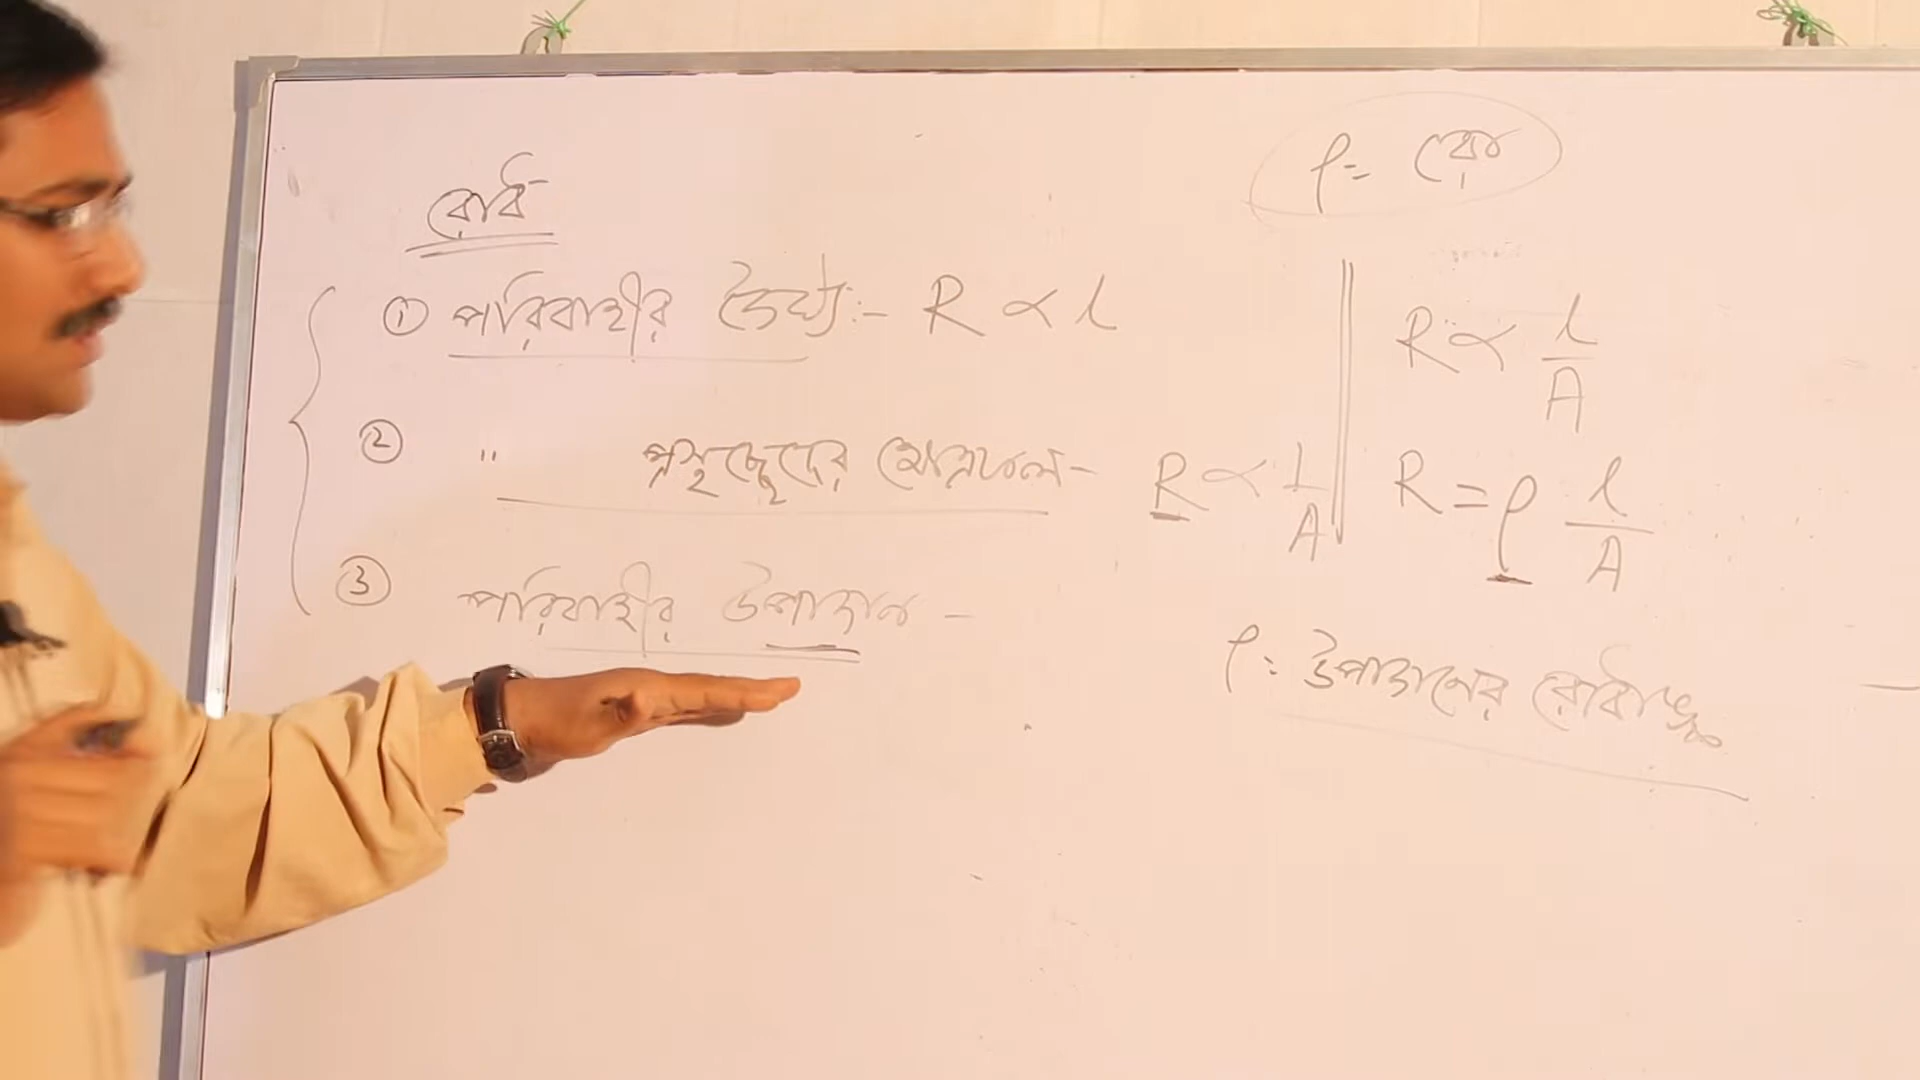 রোধ
① পরিবাহীর দৈর্ঘ্য:- R ∝ l
② " প্রস্থচ্ছেদের ক্ষেত্রফল- R ∝ 1/A
③ পরিবাহীর উপাদান -
ρ = রো
R ∝ l/A
R = ρ l/A
ρ = উপাদানের রোধাঙ্ক